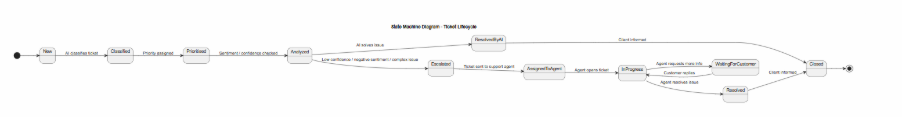 State Machine Diagram - Ticket Lifecycle
New
AI classifies ticket
Classified
Priority assigned
Prioritised
Sentiment / confidence checked
Analyzed
AI solves issue
ResolvedByAI
Client informed
Low confidence / negative sentiment / complex issue
Escalated
Ticket sent to support agent
AssignedToAgent
Agent opens ticket
InProgress
Agent requests more info
WaitingForCustomer
Customer replies
Agent resolves issue
Resolved
Client informed
Closed